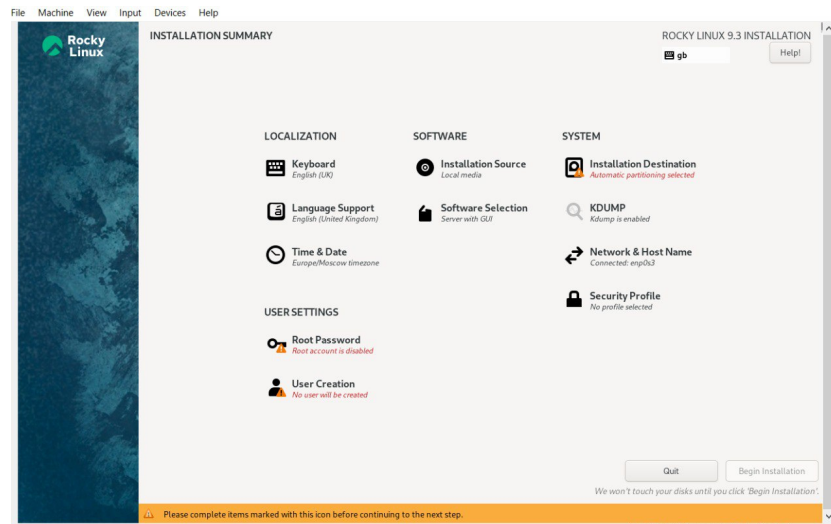 File Machine View Input Devices Help
Rocky
Linux
INSTALLATION SUMMARY
ROCKY LINUX 9.3 INSTALLATION
gb
Help!
LOCALIZATION
Keyboard
English (UK)
Language Support
English (United Kingdom)
Time & Date
Europe/Moscow timezone
SOFTWARE
Installation Source
Local media
Software Selection
Server with GUI
SYSTEM
Installation Destination
Automatic partitioning selected
KDUMP
Kdump is enabled
Network & Host Name
Connected: enp0s3
Security Profile
No profile selected
USER SETTINGS
Root Password
Root account is disabled
User Creation
No user will be created
Quit
Begin Installation
We won't touch your disks until you click 'Begin Installation'.
Please complete items marked with this icon before continuing to the next step.